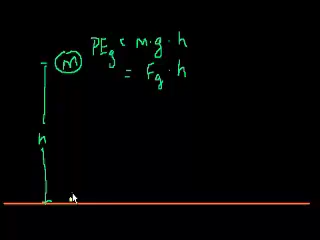 PEg = m·g·h
= Fg·h
m
h